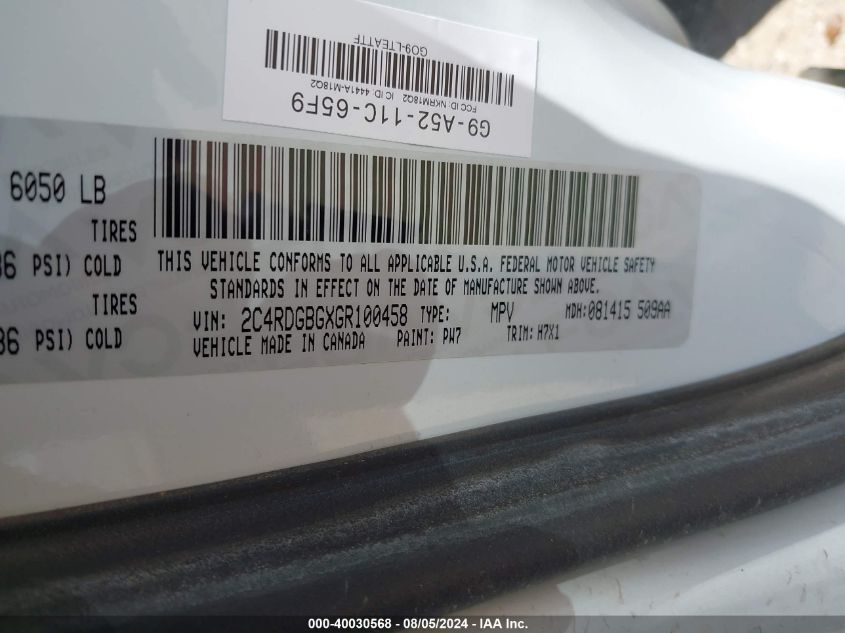 G9-A52-11C-65F9
FCC ID: NKRM18Q2 IC ID: 4441A-M18Q2
GO9-LTEATTF
6050 LB
TIRES
36 PSI) COLD
TIRES
36 PSI) COLD
THIS VEHICLE CONFORMS TO ALL APPLICABLE U.S.A. FEDERAL MOTOR VEHICLE SAFETY
STANDARDS IN EFFECT ON THE DATE OF MANUFACTURE SHOWN ABOVE.
VIN: 2C4RDGBGXGR100458 TYPE: MPV MDH:081415 509AA
VEHICLE MADE IN CANADA PAINT: PW7 TRIM: H7X1
000-40030568 - 08/05/2024 - IAA Inc.